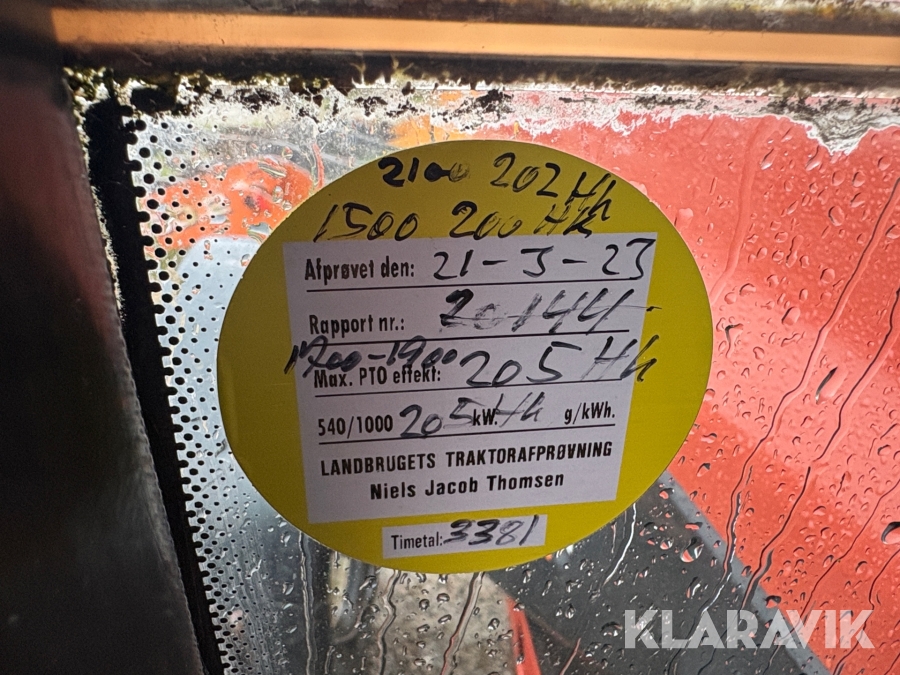 2100 202 Hk
1500 200 Hk
Afprøvet den: 21-3-23
Rapport nr.: 20144
1700-1900
Max. PTO effekt: 205 Hk
540/1000 205 kW. Hk g/kWh.
LANDBRUGETS TRAKTORAFPRØVNING
Niels Jacob Thomsen
Timetal: 3381
KLARAVIK